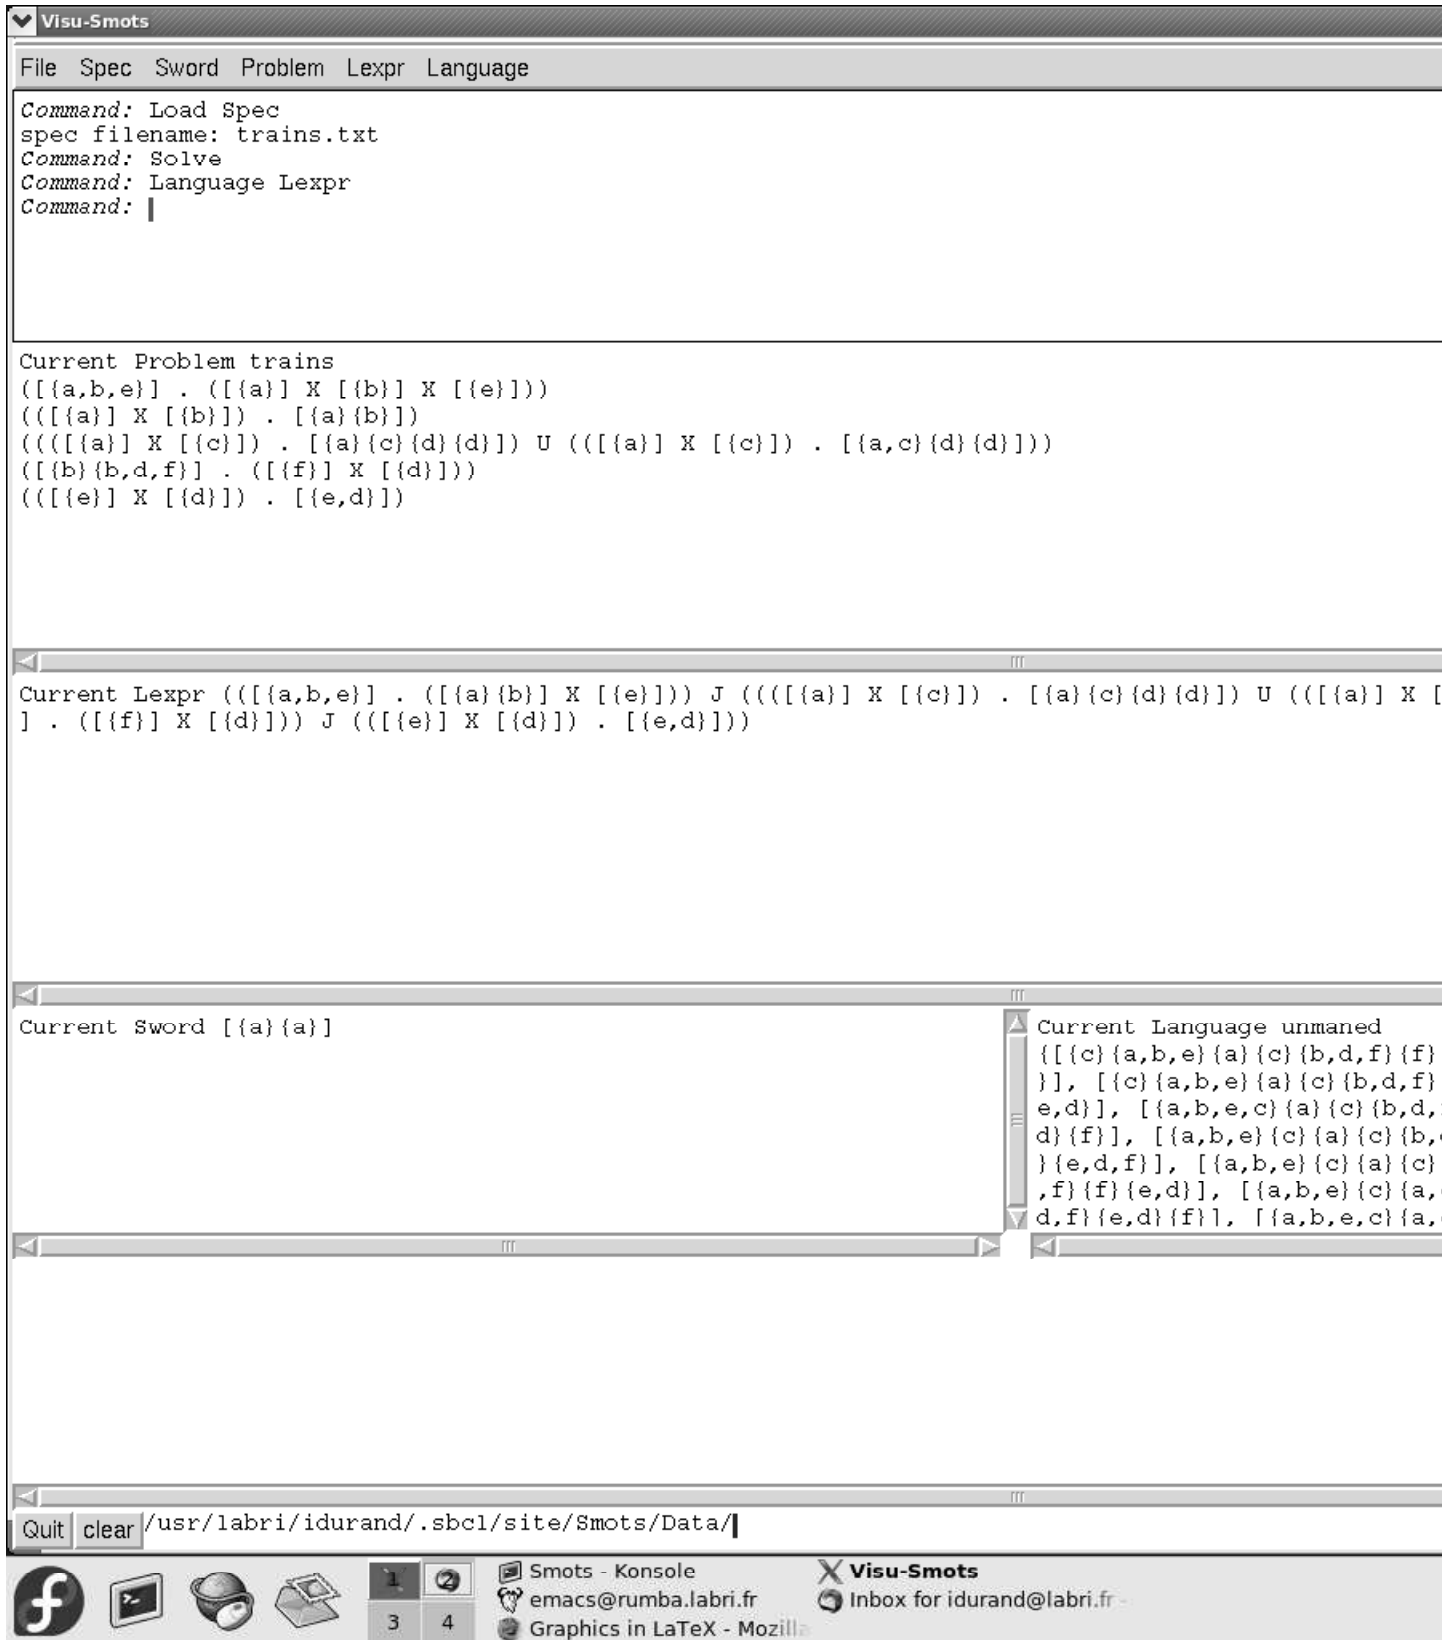 Visu-Smots
File Spec Sword Problem Lexpr Language
Command: Load Spec
spec filename: trains.txt
Command: Solve
Command: Language Lexpr
Command:
Current Problem trains
([{a,b,e}] . ([{a}] X [{b}] X [{e}]))
(([{a}] X [{b}]) . [{a}{b}])
((([{a}] X [{c}]) . [{a}{c}{d}{d}]) U (([{a}] X [{c}]) . [{a,c}{d}{d}]))
([{b}{b,d,f}] . ([{f}] X [{d}]))
(([{e}] X [{d}]) . [{e,d}])
Current Lexpr (([{a,b,e}] . ([{a}{b}] X [{e}])) J ((([{a}] X [{c}]) . [{a}{c}{d}{d}]) U (([{a}] X [
] . ([{f}] X [{d}])) J (([{e}] X [{d}]) . [{e,d}]))
Current Sword [{a}{a}]
Current Language unmaned
{[{c}{a,b,e}{a}{c}{b,d,f}{f}
}], [{c}{a,b,e}{a}{c}{b,d,f}
e,d}], [{a,b,e,c}{a}{c}{b,d,
d}{f}], [{a,b,e}{c}{a}{c}{b,
}{e,d,f}], [{a,b,e}{c}{a}{c}
,f}{f}{e,d}], [{a,b,e}{c}{a,
d,f}{e,d}{f}], [{a,b,e,c}{a,
Quit clear /usr/labri/idurand/.sbcl/site/Smots/Data/
1 2
3 4
Smots - Konsole
emacs@rumba.labri.fr
Graphics in LaTeX - Mozilla
Visu-Smots
Inbox for idurand@labri.fr -